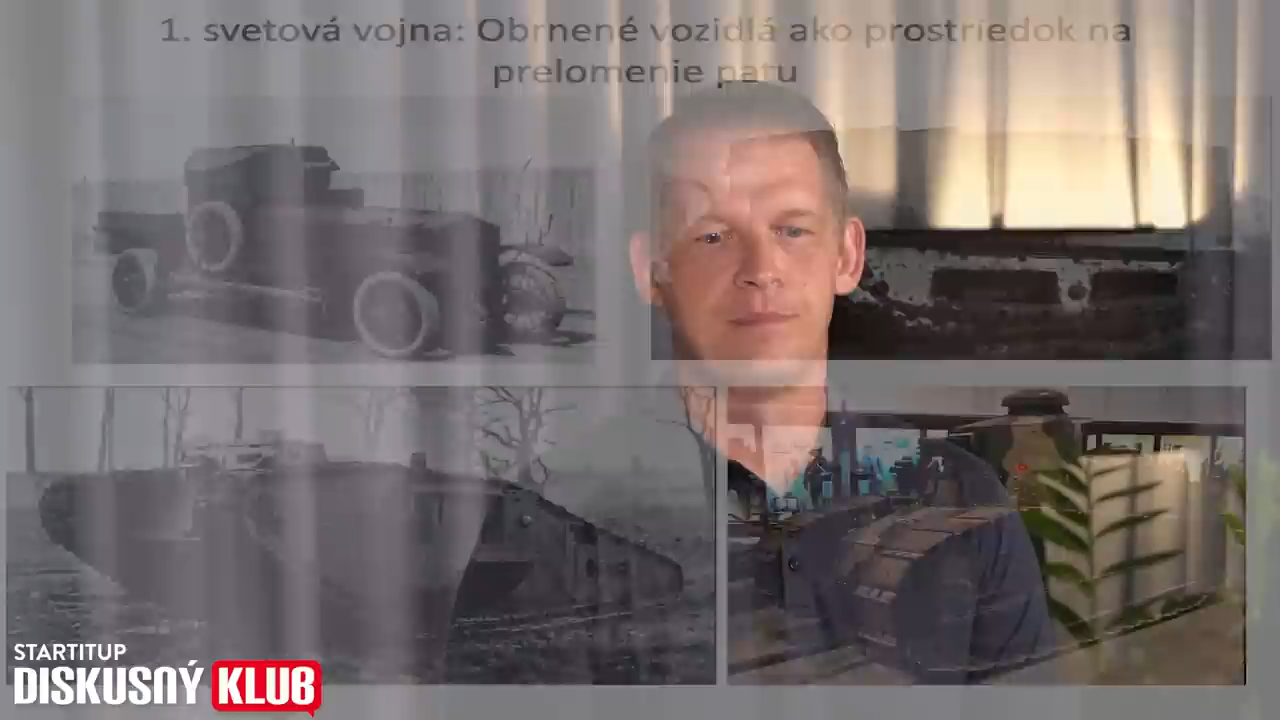 1. svetová vojna: Obrnené vozidlá ako prostriedok na
prelomenie patu
STARTITUP
DISKUSNÝ KLUB